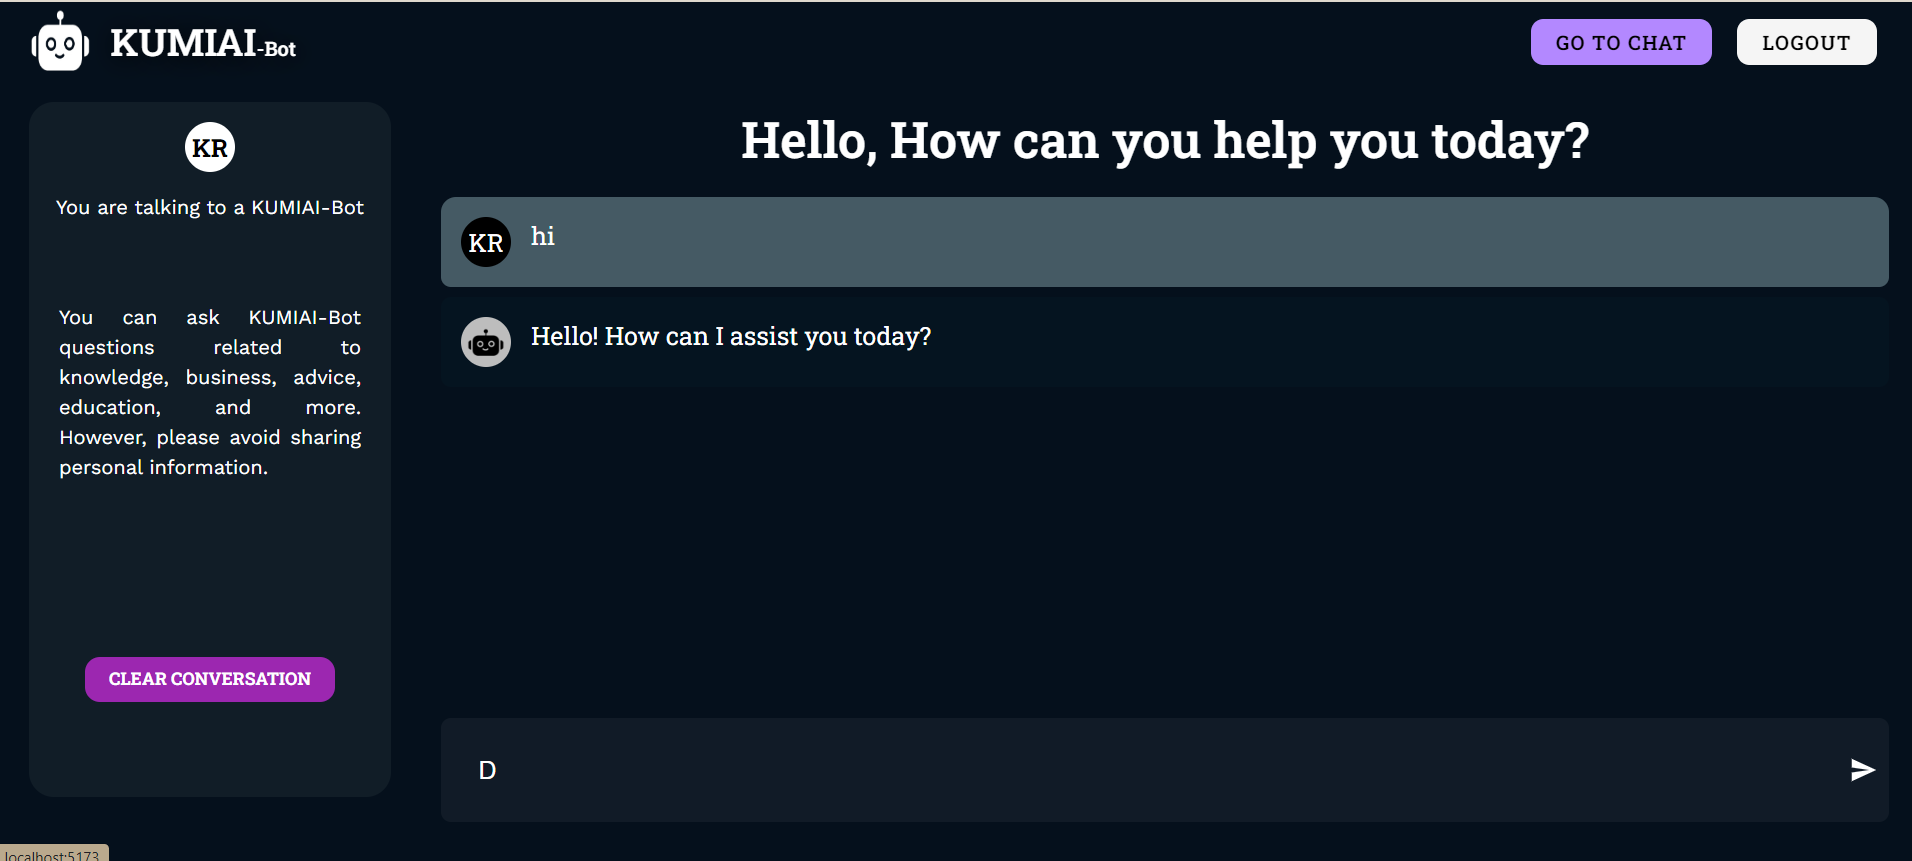 KUMIAI-Bot
GO TO CHAT
LOGOUT
KR
You are talking to a KUMIAI-Bot
You can ask KUMIAI-Bot
questions related to
knowledge, business, advice,
education, and more.
However, please avoid sharing
personal information.
CLEAR CONVERSATION
Hello, How can you help you today?
KR
hi
Hello! How can I assist you today?
D
localhost:5173